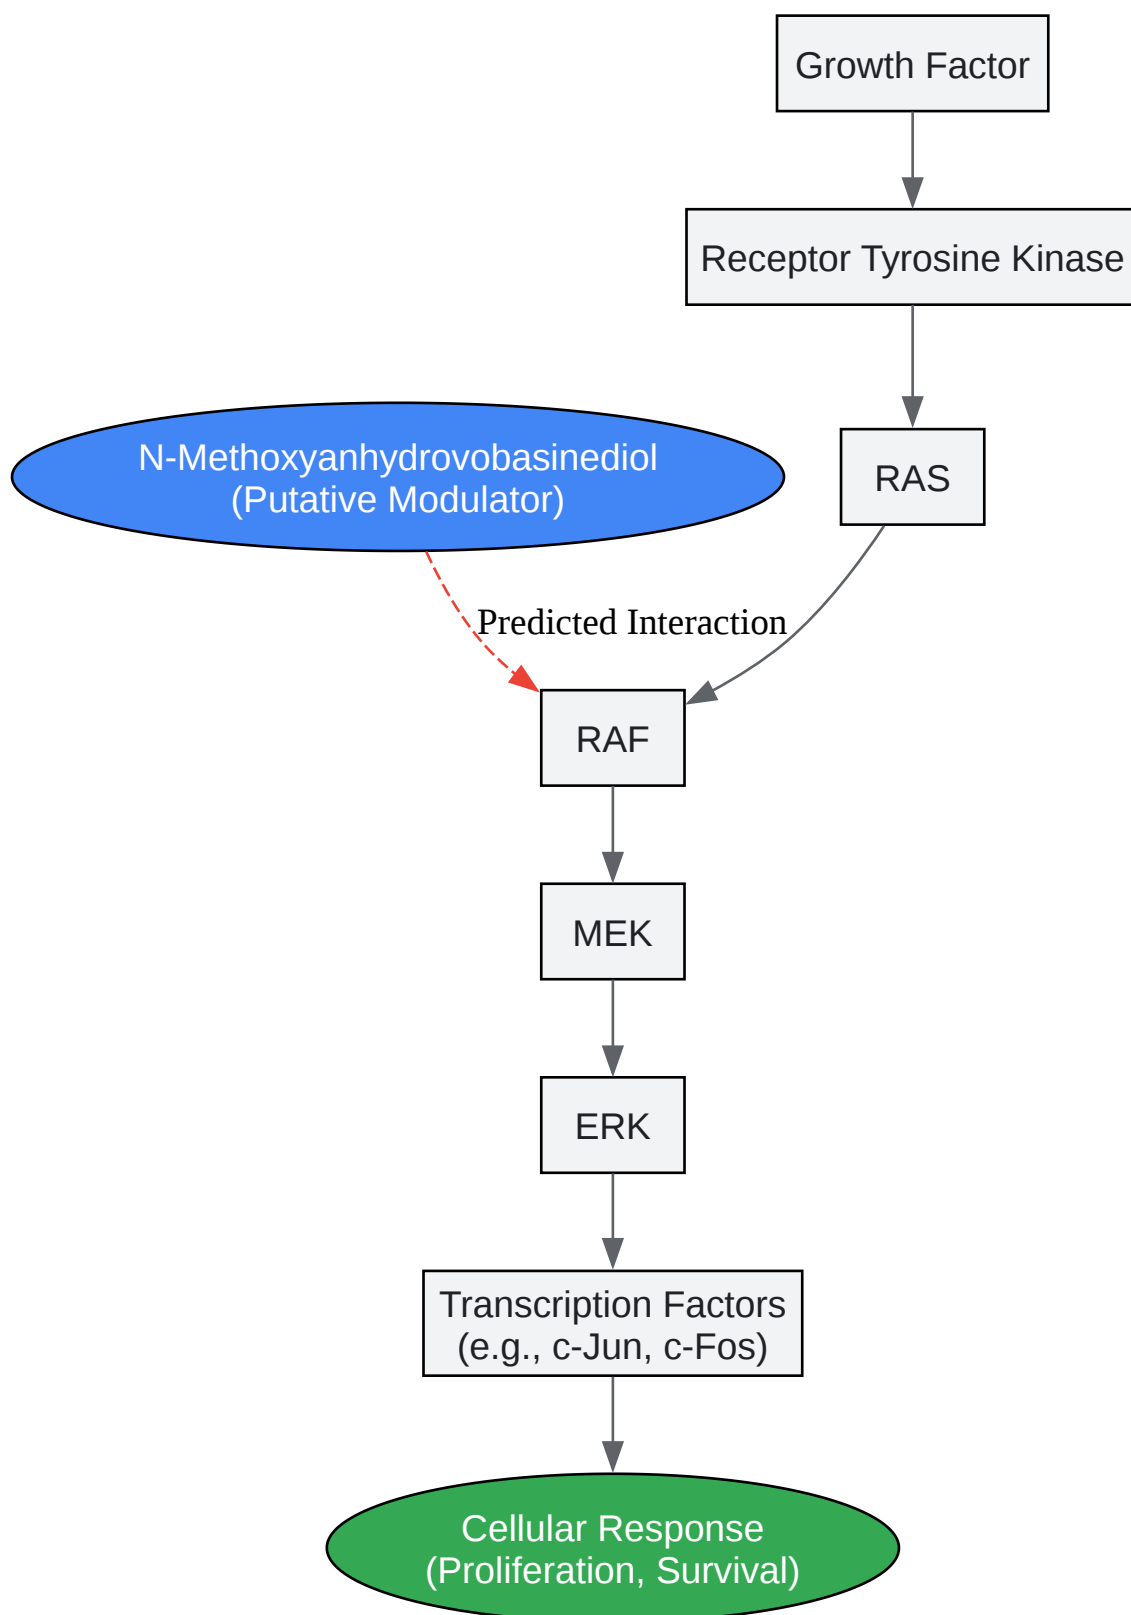 Growth Factor
Receptor Tyrosine Kinase
N-Methoxyanhydrovobasinediol
(Putative Modulator)
RAS
Predicted Interaction
RAF
MEK
ERK
Transcription Factors
(e.g., c-Jun, c-Fos)
Cellular Response
(Proliferation, Survival)